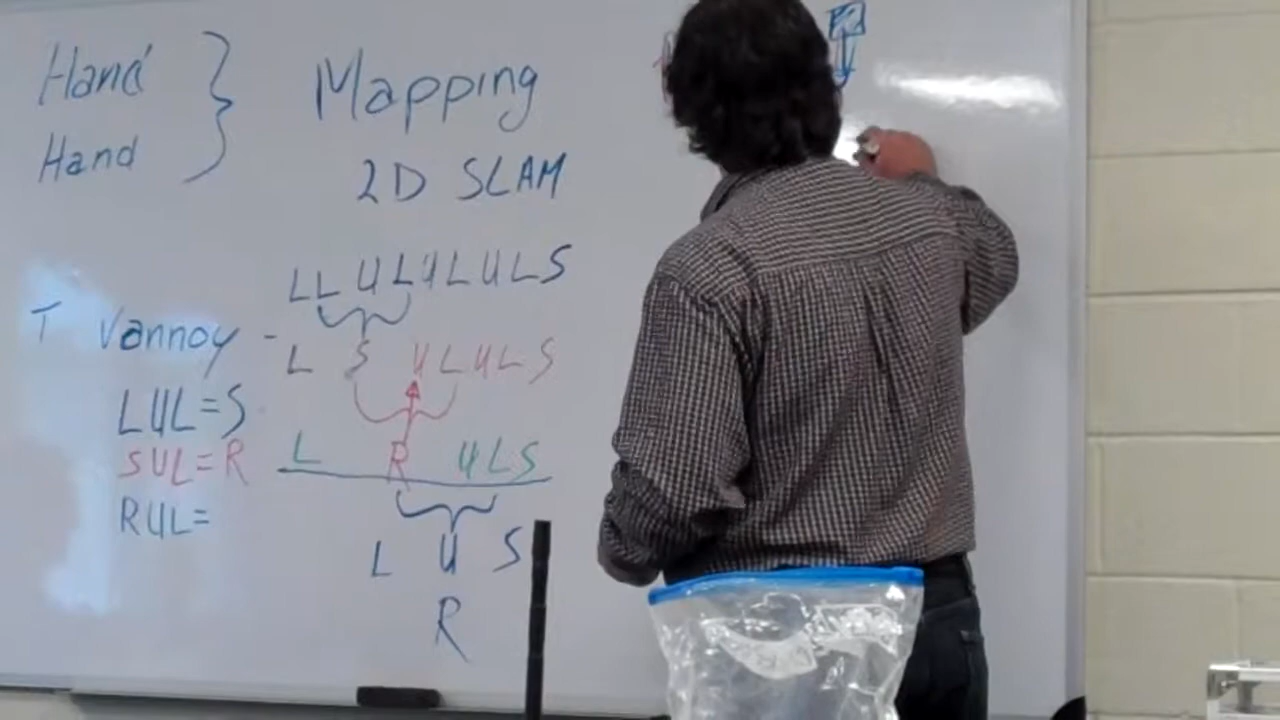 Hand
Hand
Mapping
2D SLAM
LLULULULS
T Vannoy -
L S ULULS
LUL=S
SUL=R
L R ULS
RUL=
L U S
R